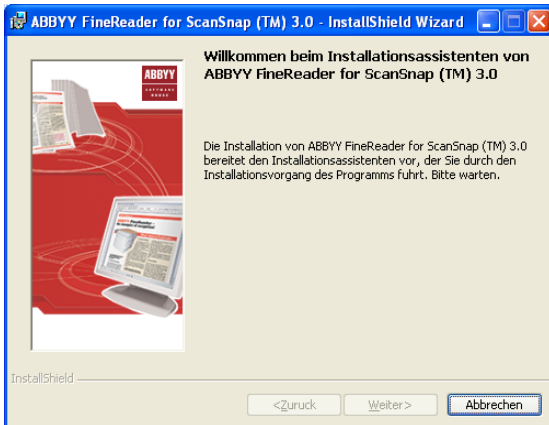 ABBYY FineReader for ScanSnap (TM) 3.0 - InstallShield Wizard
ABBYY
SOFTWARE
HOUSE
Willkommen beim Installationsassistenten von
ABBYY FineReader for ScanSnap (TM) 3.0
Die Installation von ABBYY FineReader for ScanSnap (TM) 3.0
bereitet den Installationsassistenten vor, der Sie durch den
Installationsvorgang des Programms fuhrt. Bitte warten.
InstallShield
<Zuruck
Weiter>
Abbrechen